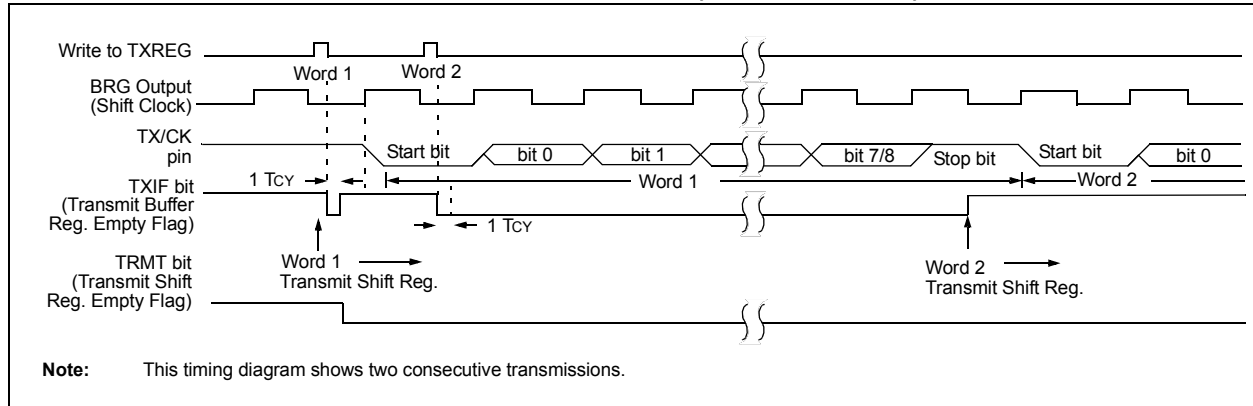 Write to TXREG
Word 1
Word 2
BRG Output
(Shift Clock)
TX/CK
pin
Start bit
bit 0
bit 1
bit 7/8
Stop bit
Start bit
bit 0
1 TCY
Word 1
Word 2
TXIF bit
(Transmit Buffer
Reg. Empty Flag)
1 TCY
Word 1
Transmit Shift Reg.
Word 2
Transmit Shift Reg.
TRMT bit
(Transmit Shift
Reg. Empty Flag)
Note: This timing diagram shows two consecutive transmissions.